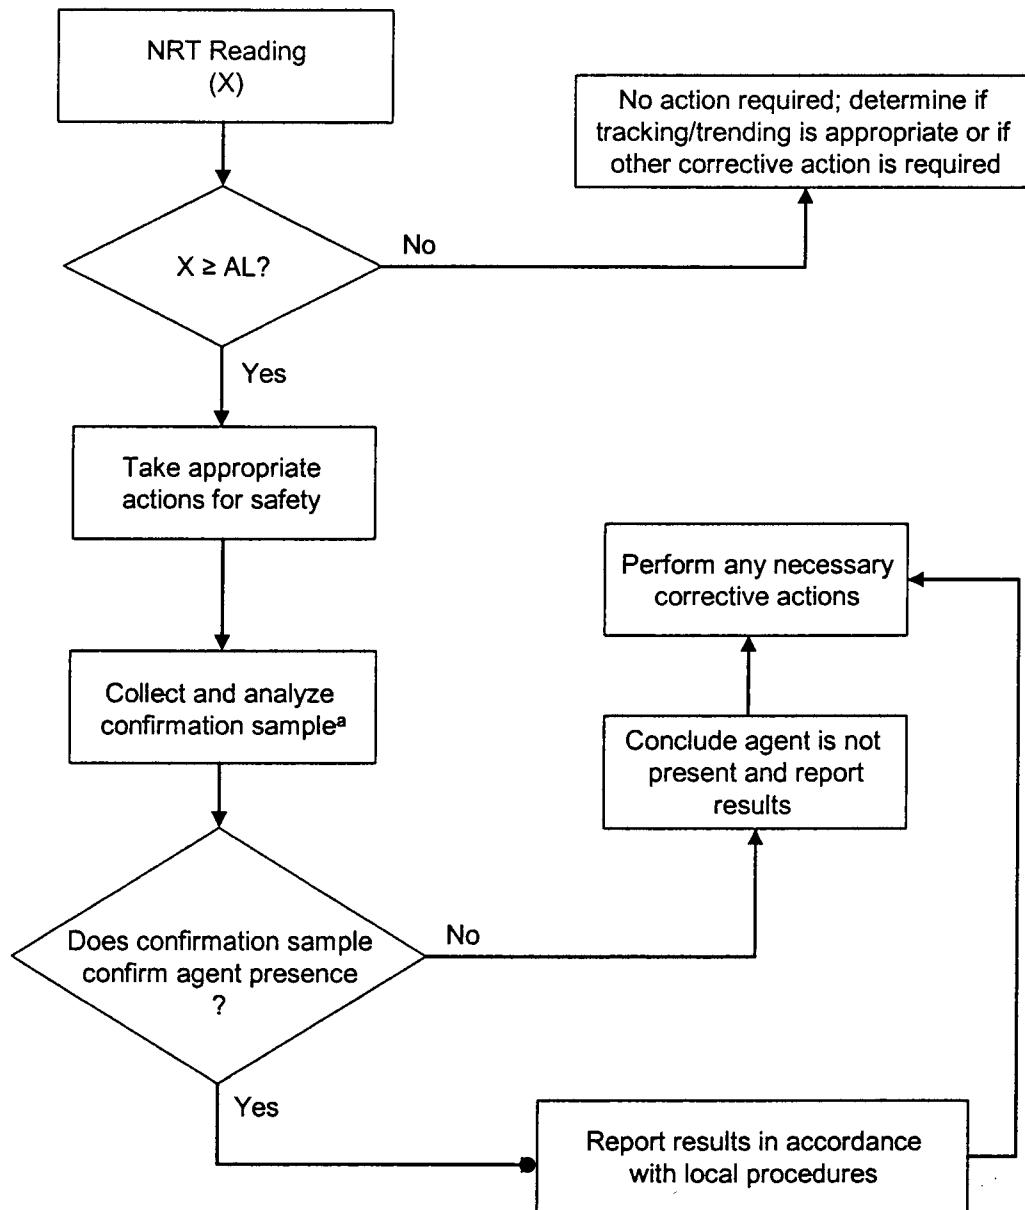 NRT Reading
(X)
No action required; determine if
tracking/trending is appropriate or if
other corrective action is required
X ≥ AL?
No
Yes
Take appropriate
actions for safety
Perform any necessary
corrective actions
Collect and analyze
confirmation sampleᵃ
Conclude agent is not
present and report
results
Does confirmation sample
confirm agent presence
?
No
Yes
Report results in accordance
with local procedures